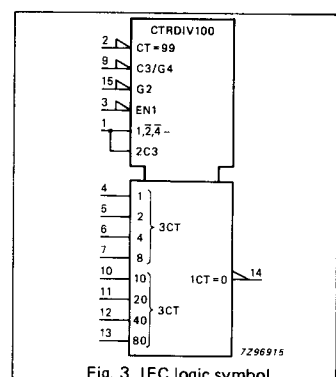 CTRDIV100
2 CT=99
9 C3/G4
15 G2
3 EN1
1 1,2̅,4̅−
2C3
4 1
5 2
6 4
7 8
3CT
10 10
11 20
12 40
13 80
3CT
1CT=0 14
7Z96915
Fig. 3 IEC logic symbol